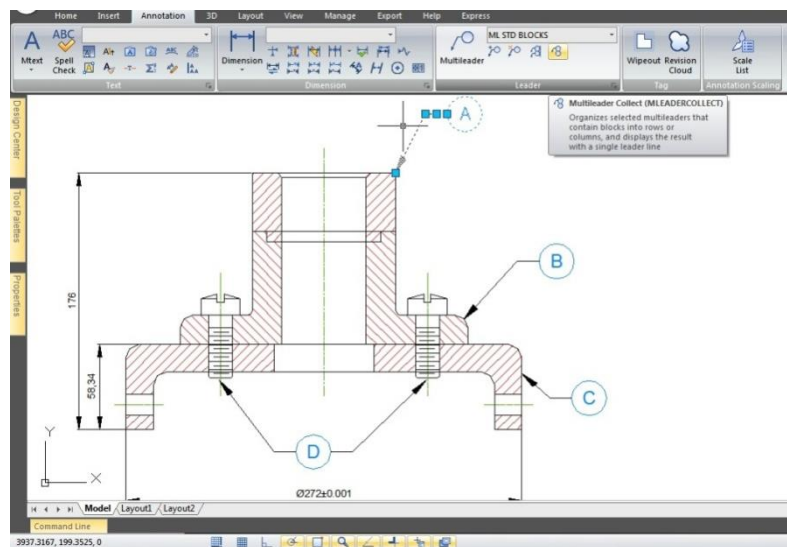 Home Insert Annotation 3D Layout View Manage Export Help Express
A ABC ML STD BLOCKS
Mtext Spell Check Dimension Multileader Wipeout Revision Cloud Scale List
Text Dimension Leader Tag Annotation Scaling
Multileader Collect (MLEADERCOLLECT)
Organizes selected multileaders that
contain blocks into rows or
columns, and displays the result
with a single leader line
Design Center
Tool Palettes
Properties
A
B
176
58,34
C
D
Y
X
Ø272±0.001
Model Layout1 Layout2
Command Line
3937.3167, 199.3525, 0